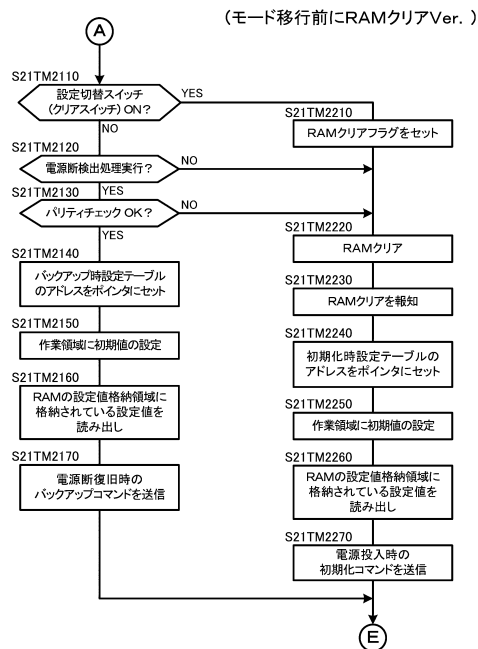 (モード移行前にRAMクリアVer. )
A
S21TM2110
設定切替スイッチ
(クリアスイッチ)ON?
YES
NO
S21TM2210
RAMクリアフラグをセット
S21TM2120
電源断検出処理実行?
NO
YES
S21TM2130
パリティチェックOK?
NO
YES
S21TM2220
RAMクリア
S21TM2140
バックアップ時設定テーブル
のアドレスをポインタにセット
S21TM2230
RAMクリアを報知
S21TM2150
作業領域に初期値の設定
S21TM2240
初期化時設定テーブルの
アドレスをポインタにセット
S21TM2160
RAMの設定値格納領域に
格納されている設定値を
読み出し
S21TM2250
作業領域に初期値の設定
S21TM2170
電源断復旧時の
バックアップコマンドを送信
S21TM2260
RAMの設定値格納領域に
格納されている設定値を
読み出し
S21TM2270
電源投入時の
初期化コマンドを送信
E